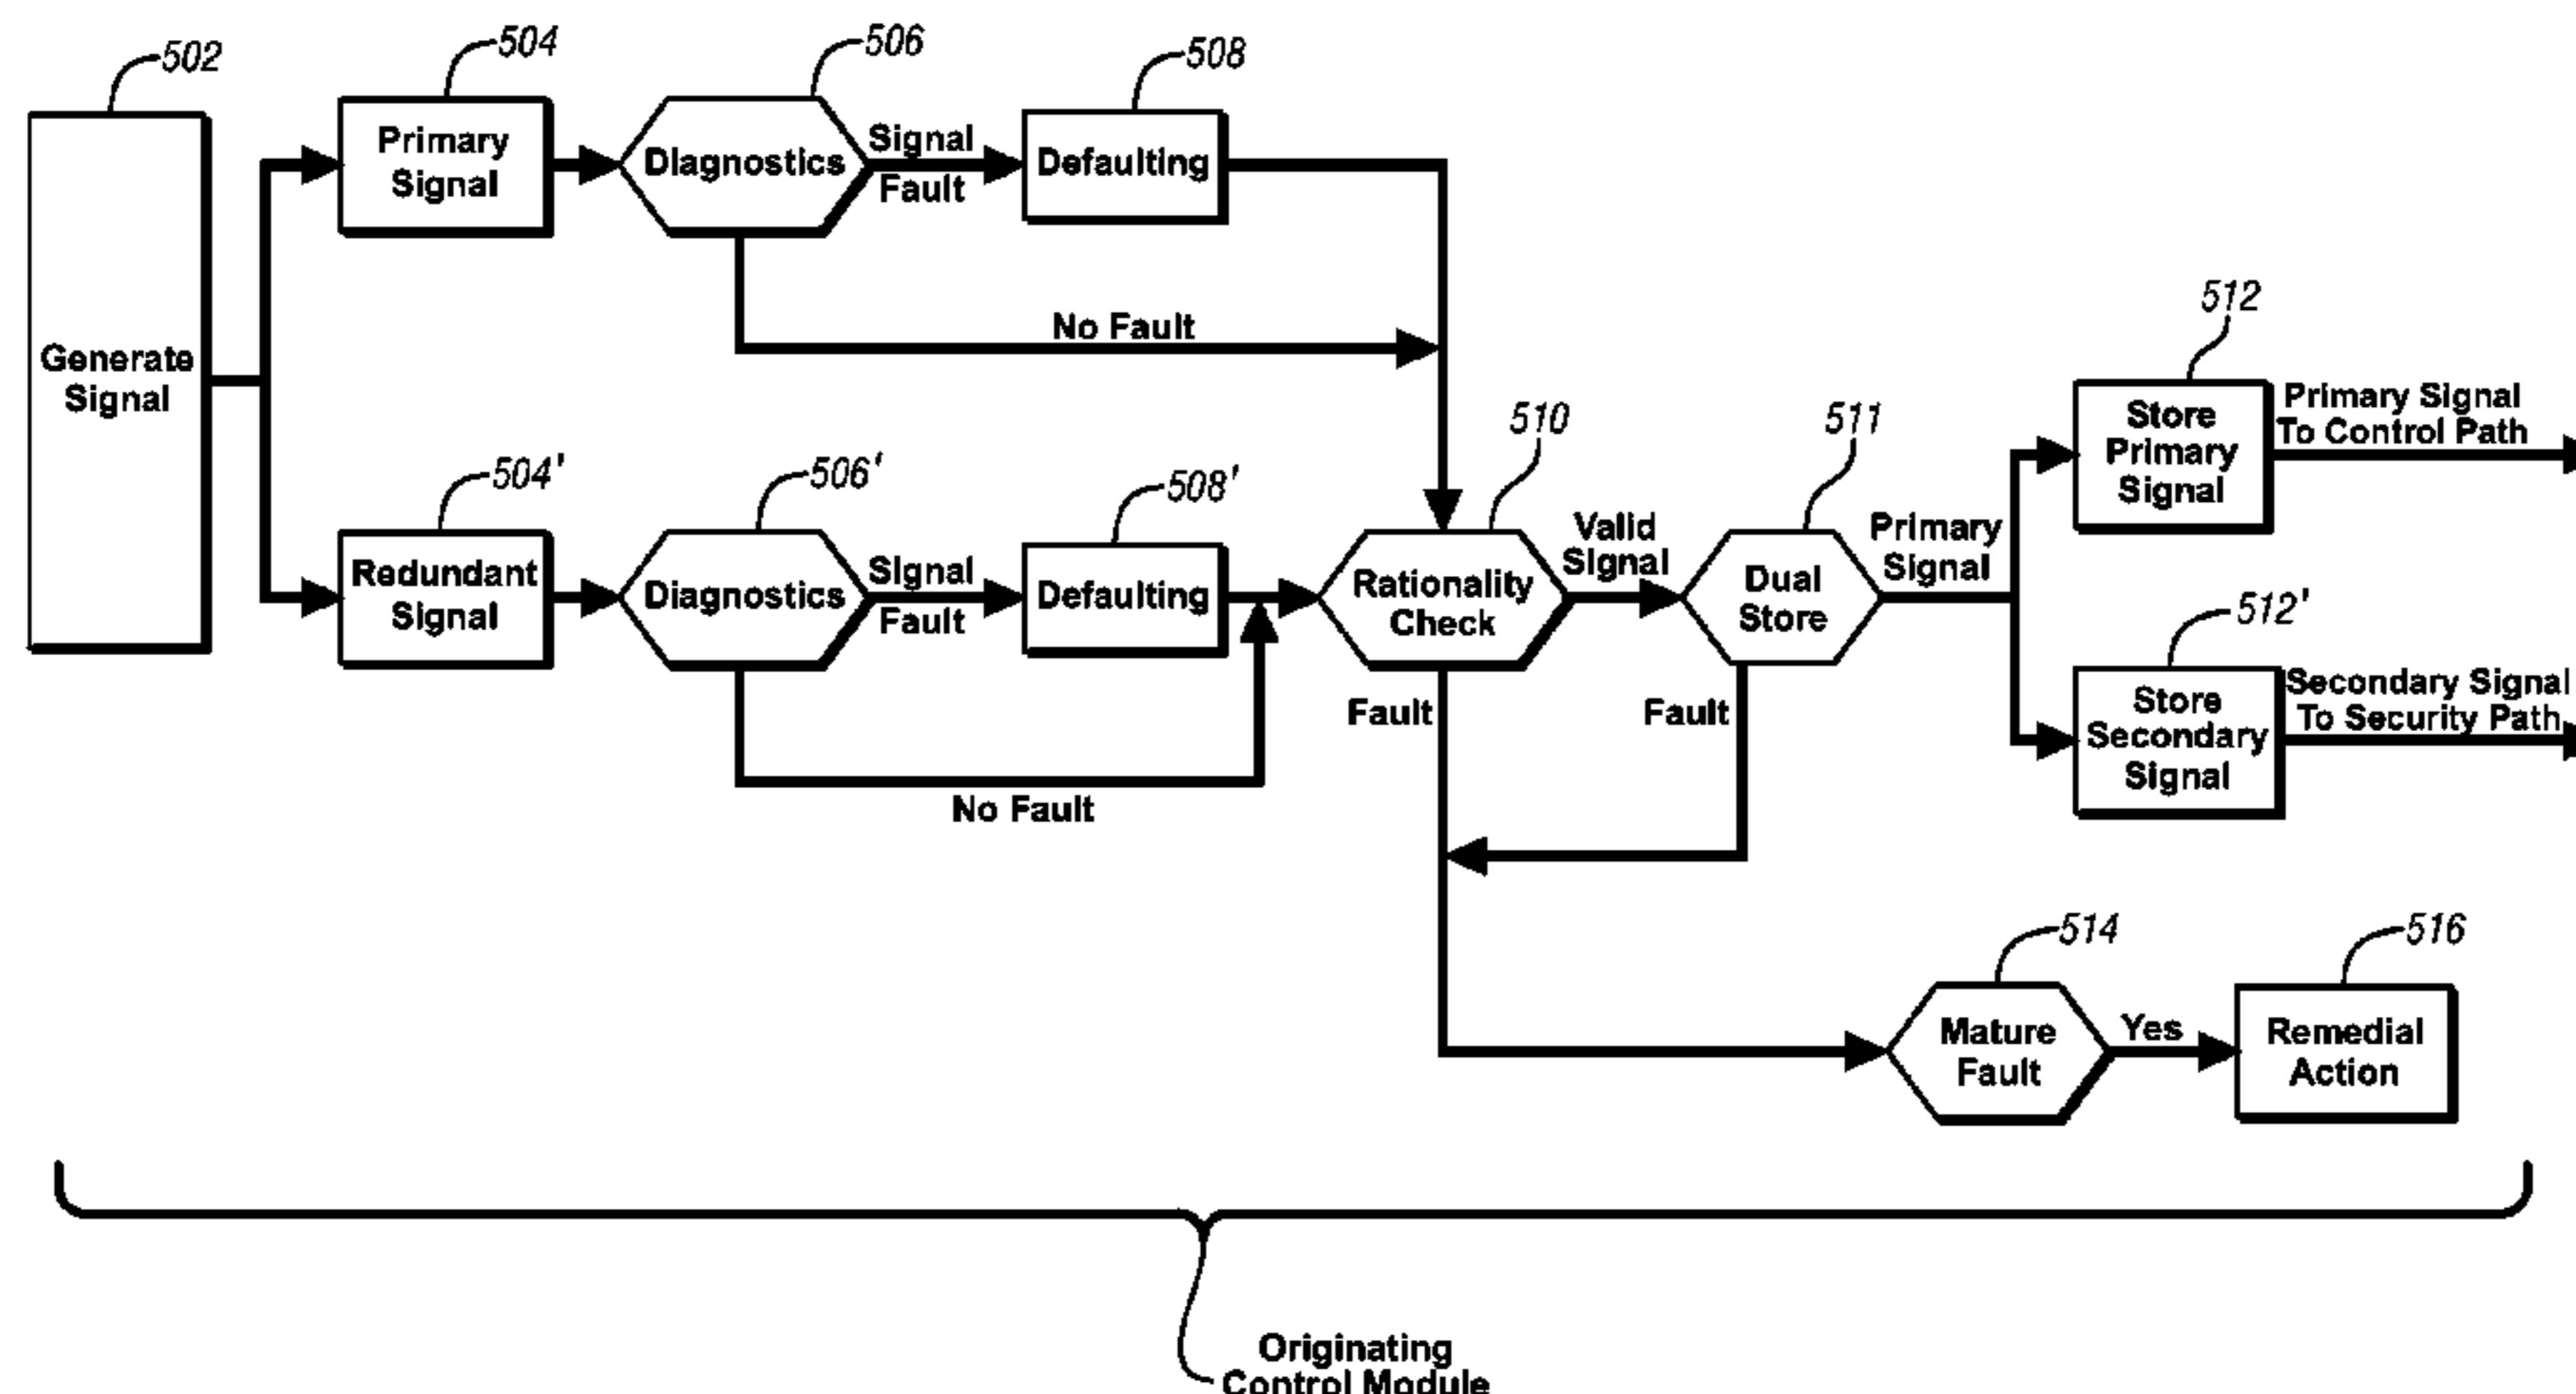 502
504
506
508
Generate
Signal
Primary
Signal
Diagnostics
Signal
Fault
Defaulting
No Fault
504'
506'
508'
510
511
512
Redundant
Signal
Diagnostics
Signal
Fault
Defaulting
No Fault
Rationality
Check
Valid
Signal
Dual
Store
Primary
Signal
Fault
Fault
Store
Primary
Signal
Primary Signal
To Control Path
512'
Store
Secondary
Signal
Secondary Signal
To Security Path
514
516
Mature
Fault
Yes
Remedial
Action
Originating
Control Module